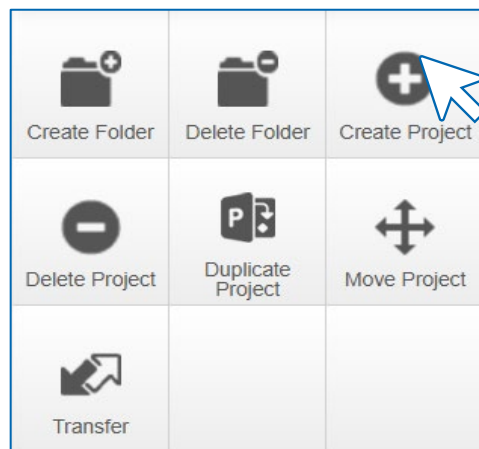 Create Folder
Delete Folder
Create Project
Delete Project
P
Duplicate
Project
Move Project
Transfer